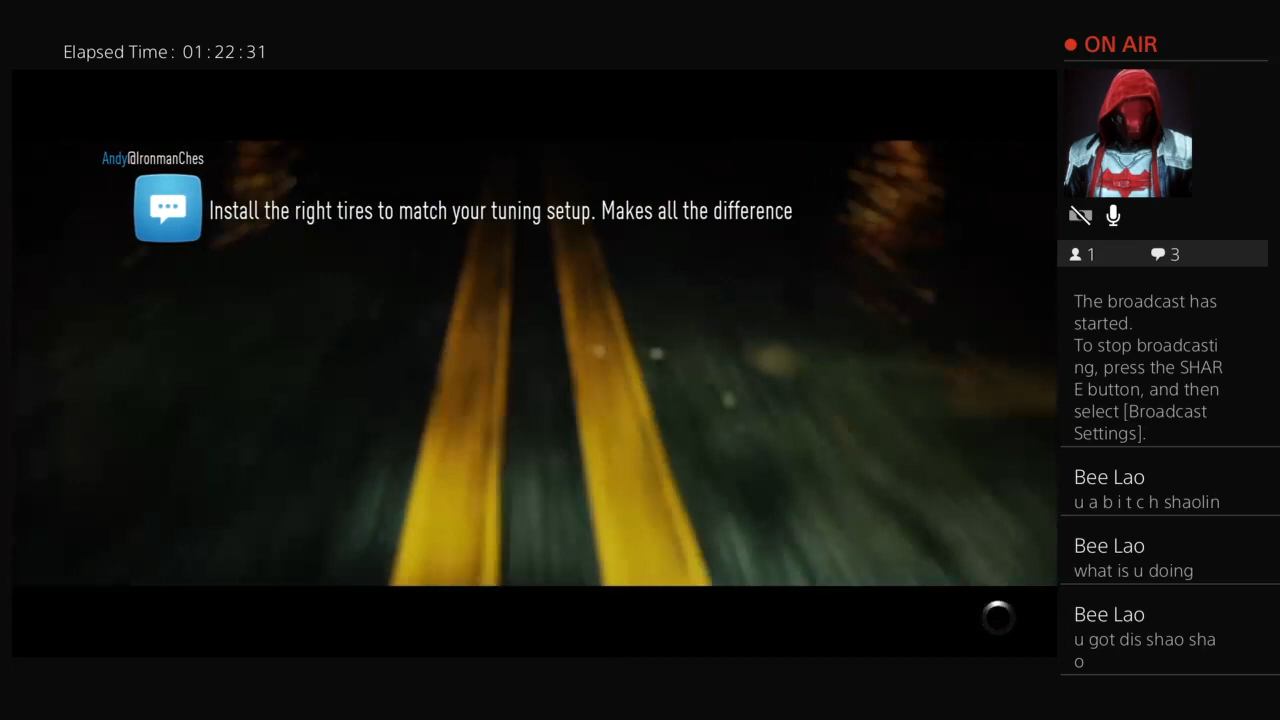 Elapsed Time: 01:22:31
ON AIR
Andy@IronmanChes
Install the right tires to match your tuning setup. Makes all the difference
1 3
The broadcast has
started.
To stop broadcasti
ng, press the SHAR
E button, and then
select [Broadcast
Settings].
Bee Lao
u a b i t c h shaolin
Bee Lao
what is u doing
Bee Lao
u got dis shao sha
o